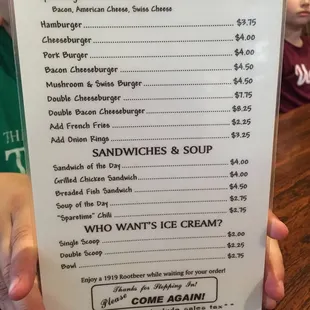 Bacon, American Cheese, Swiss Cheese
Hamburger $3.75
Cheeseburger $4.00
Pork Burger $4.00
Bacon Cheeseburger $4.50
Mushroom & Swiss Burger $4.50
Double Cheeseburger $7.75
Double Bacon Cheeseburger $8.25
Add French Fries $2.25
Add Onion Rings $3.25
SANDWICHES & SOUP
Sandwich of the Day $4.00
Grilled Chicken Sandwich $4.00
Breaded Fish Sandwich $4.50
Soup of the Day $2.75
"Sparetime" Chili $2.75
WHO WANT'S ICE CREAM?
Single Scoop $2.00
Double Scoop $2.25
Bowl $2.75
Enjoy a 1919 Rootbeer while waiting for your order!
Thanks for Stopping In!
Please COME AGAIN!
sales tax**